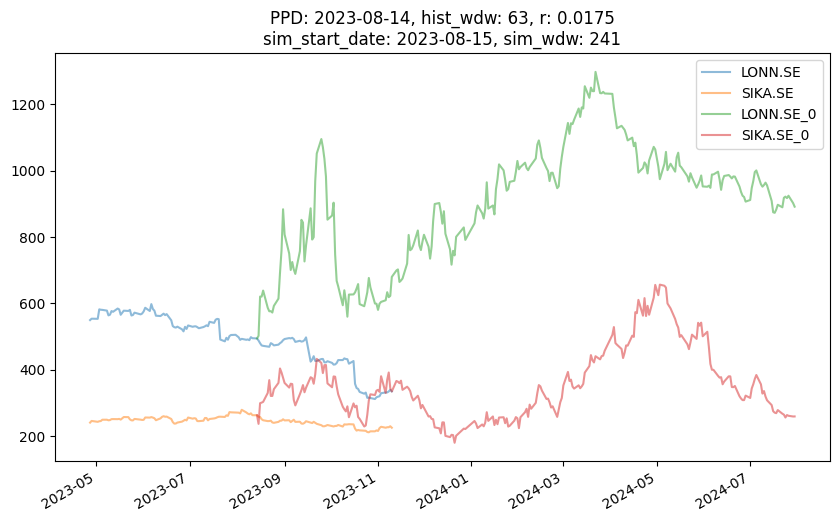 PPD: 2023-08-14, hist_wdw: 63, r: 0.0175
sim_start_date: 2023-08-15, sim_wdw: 241
LONN.SE
SIKA.SE
LONN.SE_0
SIKA.SE_0
1200
1000
800
600
400
200
2023-05
2023-07
2023-09
2023-11
2024-01
2024-03
2024-05
2024-07